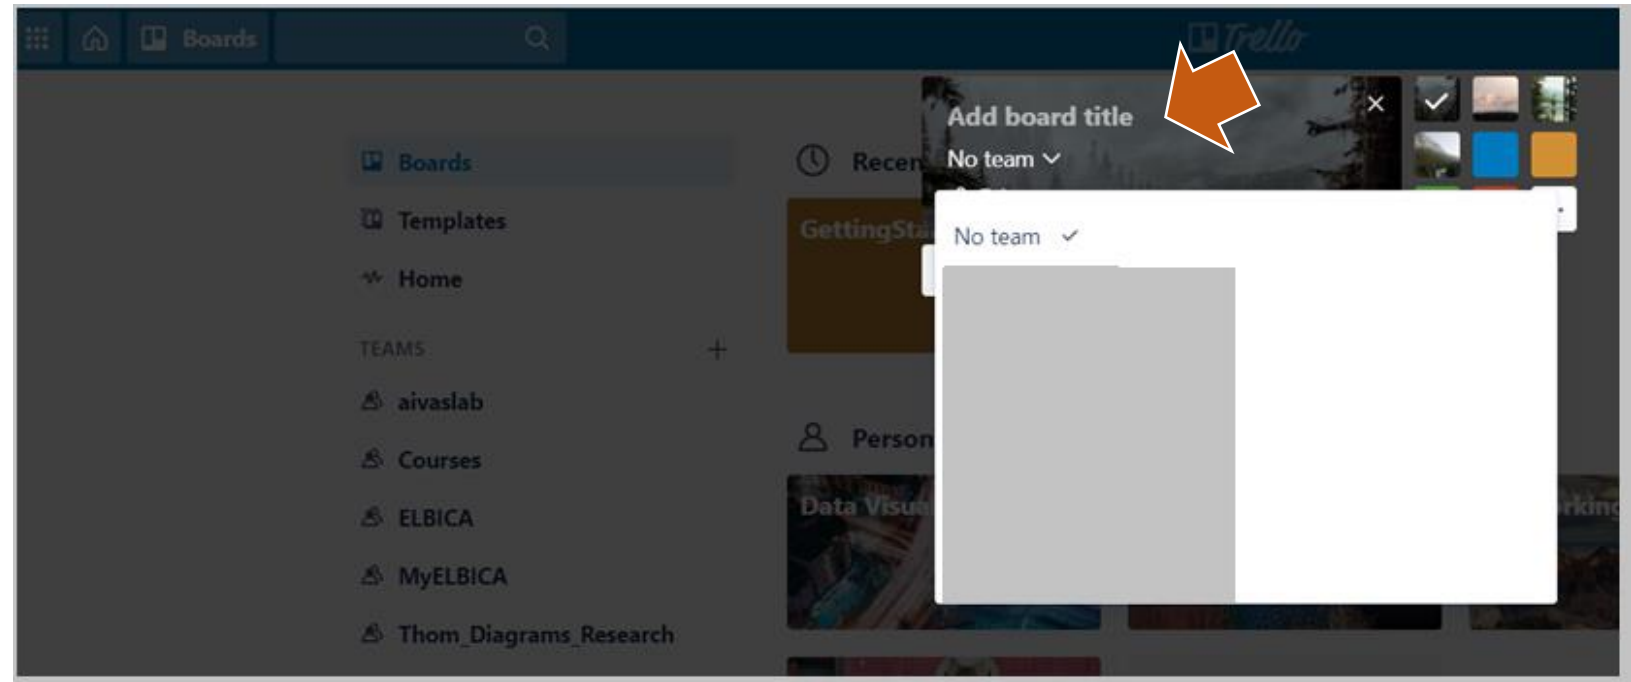 Boards
Trello
Add board title
No team
Boards
Recen
Templates
GettingSta
No team
Home
TEAMS
aivaslab
Person
Courses
Data Visua
rking
ELBICA
MyELBICA
Thom_Diagrams_Research